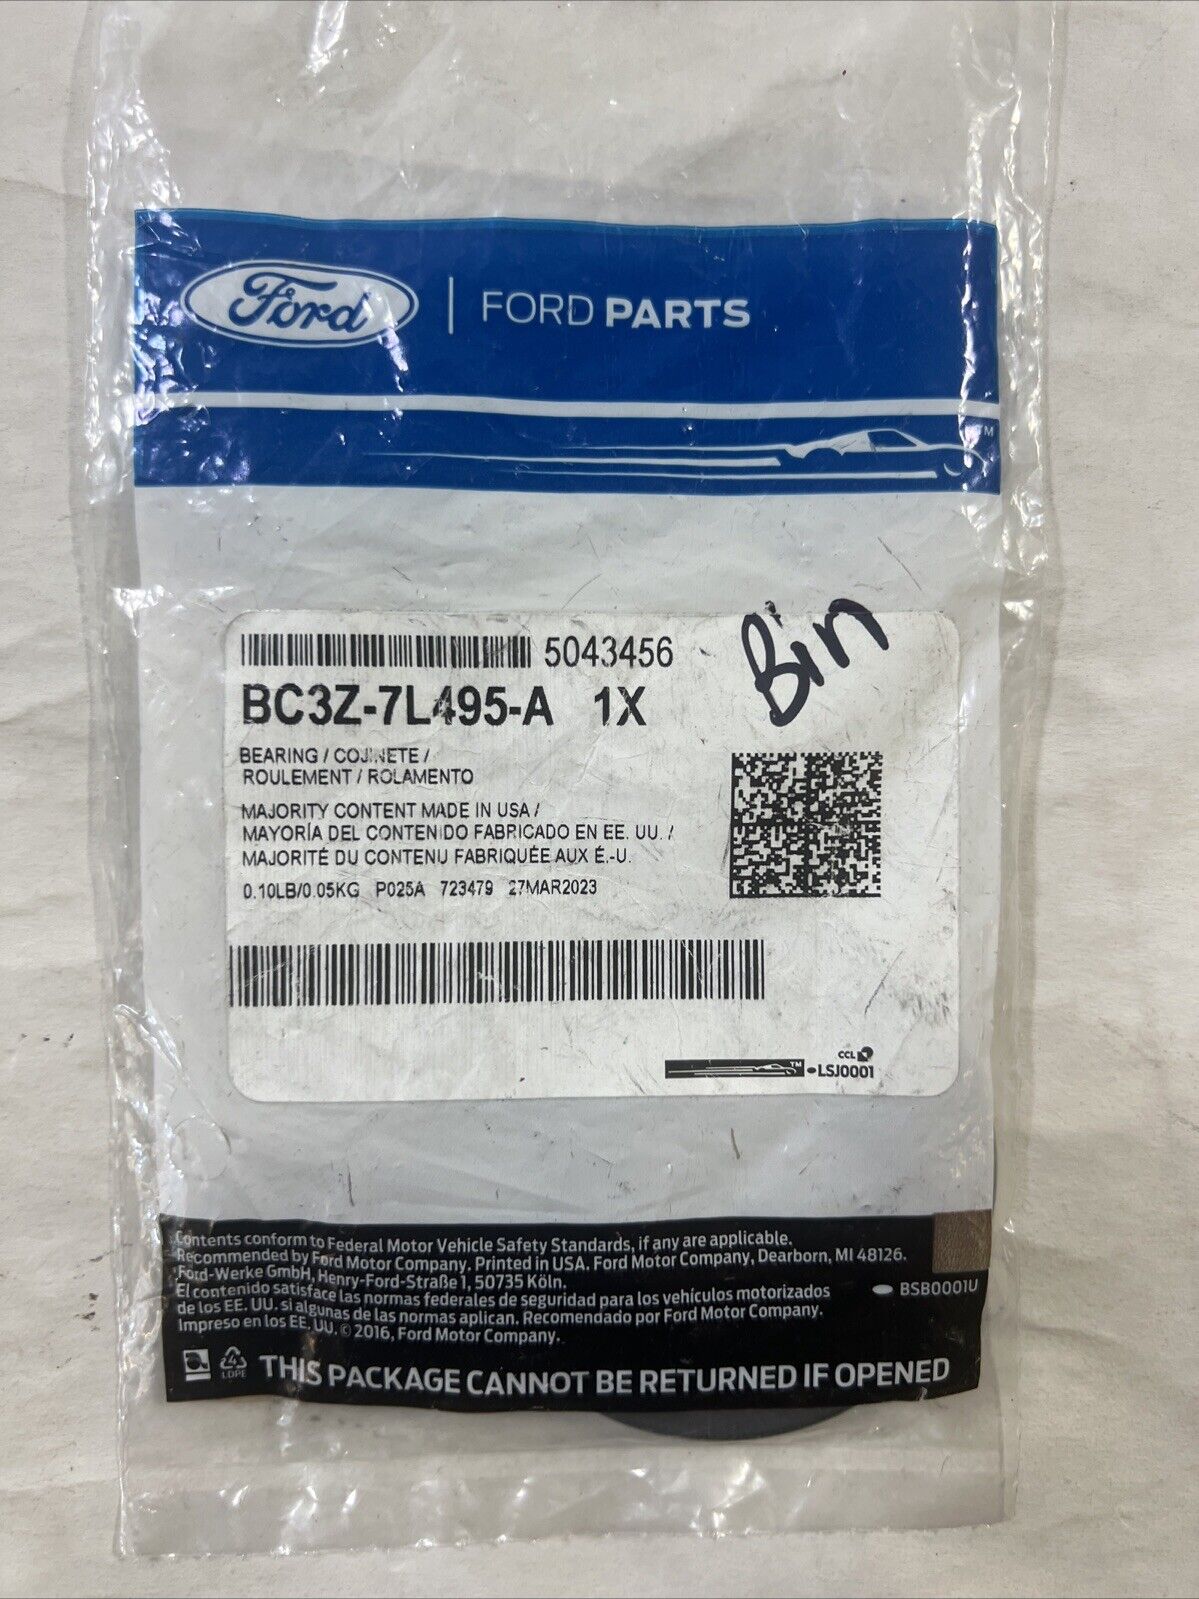 Ford | FORD PARTS
TM
5043456
Bin
BC3Z-7L495-A 1X
BEARING / COJINETE /
ROULEMENT / ROLAMENTO
MAJORITY CONTENT MADE IN USA /
MAYORÍA DEL CONTENIDO FABRICADO EN EE. UU. /
MAJORITÉ DU CONTENU FABRIQUÉE AUX É.-U.
0.10LB/0.05KG P025A 723479 27MAR2023
CCL
TM
LSJ0001
Contents conform to Federal Motor Vehicle Safety Standards, if any are applicable.
Recommended by Ford Motor Company. Printed in USA. Ford Motor Company, Dearborn, MI 48126.
Ford-Werke GmbH, Henry-Ford-Straße 1, 50735 Köln.
El contenido satisface las normas federales de seguridad para los vehículos motorizados
de los EE. UU. si algunas de las normas aplican. Recomendado por Ford Motor Company.
Impreso en los EE. UU. © 2016, Ford Motor Company.
BSB0001U
4
LDPE
THIS PACKAGE CANNOT BE RETURNED IF OPENED